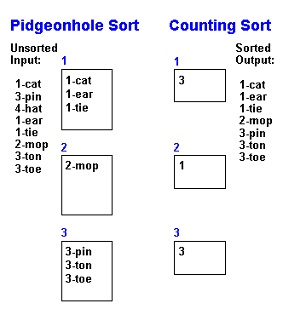 Pidgeonhole Sort
Counting Sort
Unsorted
Input:
1-cat
3-pin
4-hat
1-ear
1-tie
2-mop
3-ton
3-toe
1
1-cat
1-ear
1-tie
2
2-mop
3
3-pin
3-ton
3-toe
1
3
2
1
3
3
Sorted
Output:
1-cat
1-ear
1-tie
2-mop
3-pin
3-ton
3-toe